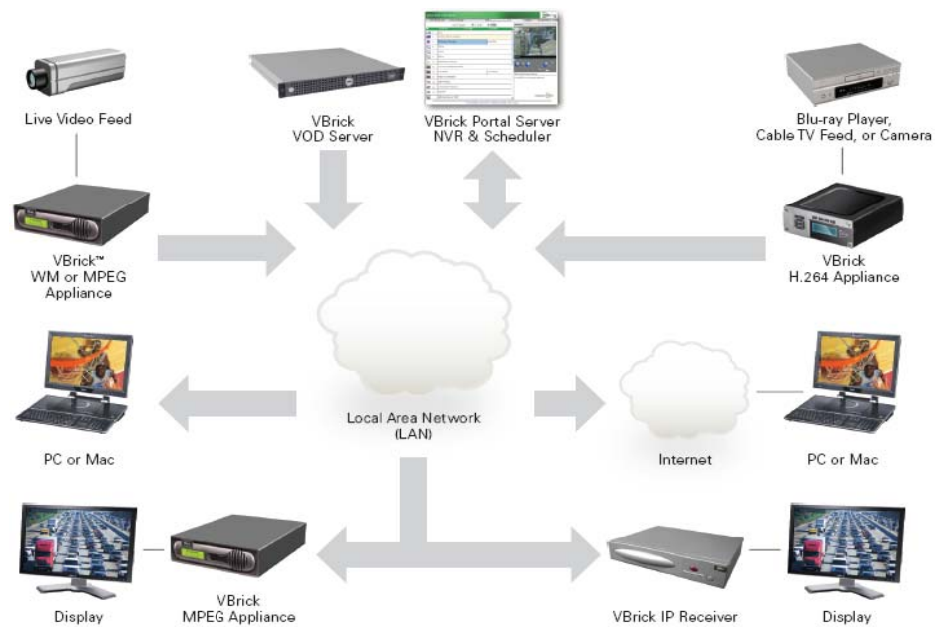 Live Video Feed
VBrick
VOD Server
VBrick Portal Server
NVR & Scheduler
Blu-ray Player,
Cable TV Feed, or Camera
VBrick™
WM or MPEG
Appliance
VBrick
H.264 Appliance
Local Area Network
(LAN)
PC or Mac
Internet
PC or Mac
Display
VBrick
MPEG Appliance
VBrick IP Receiver
Display